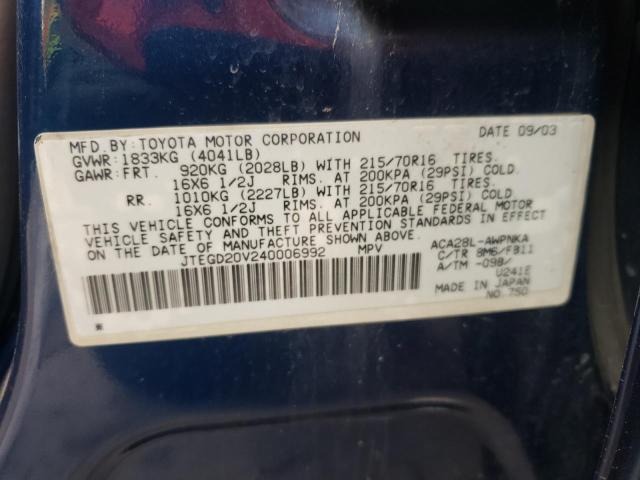 MFD. BY: TOYOTA MOTOR CORPORATION DATE 09/03
GVWR: 1833KG (4041LB)
GAWR: FRT. 920KG (2028LB) WITH 215/70R16 TIRES.
16X6 1/2J RIMS. AT 200KPA (29PSI) COLD.
RR. 1010KG (2227LB) WITH 215/70R16 TIRES.
16X6 1/2J RIMS. AT 200KPA (29PSI) COLD.
THIS VEHICLE CONFORMS TO ALL APPLICABLE FEDERAL MOTOR
VEHICLE SAFETY AND THEFT PREVENTION STANDARDS IN EFFECT
ON THE DATE OF MANUFACTURE SHOWN ABOVE.
JTEGD20V240006992 MPV
ACA28L-AWPNKA
C/TR 8M6/FB11
A/TM -09B/
U241E
MADE IN JAPAN
NO. 750
*